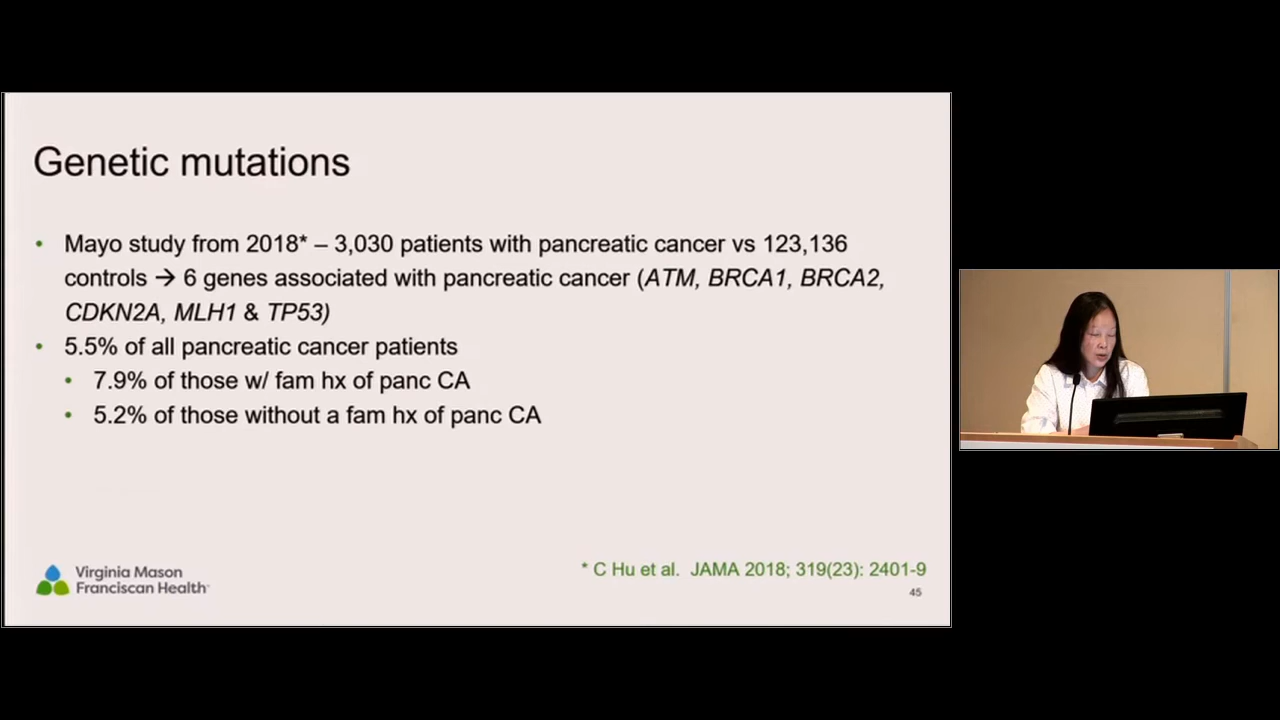 Genetic mutations
• Mayo study from 2018* – 3,030 patients with pancreatic cancer vs 123,136
controls → 6 genes associated with pancreatic cancer (ATM, BRCA1, BRCA2,
CDKN2A, MLH1 & TP53)
• 5.5% of all pancreatic cancer patients
• 7.9% of those w/ fam hx of panc CA
• 5.2% of those without a fam hx of panc CA
Virginia Mason
Franciscan Health
* C Hu et al. JAMA 2018; 319(23): 2401-9
45